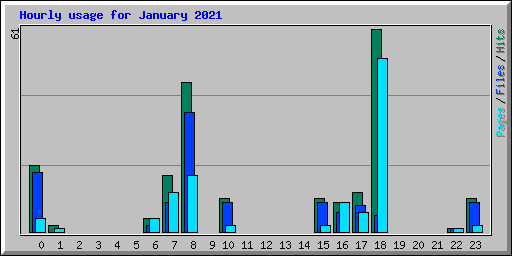 Hourly usage for January 2021
61
Pages/Files/Hits
0 1 2 3 4 5 6 7 8 9 10 11 12 13 14 15 16 17 18 19 20 21 22 23